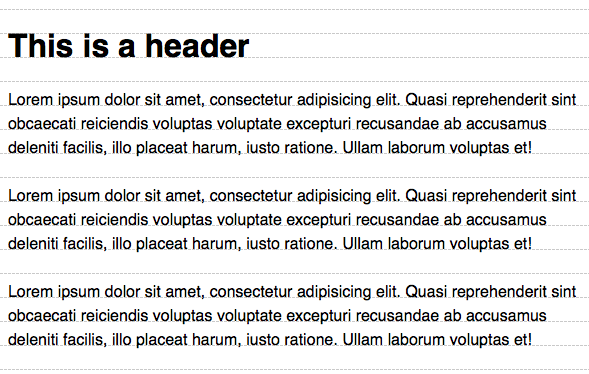 This is a header
Lorem ipsum dolor sit amet, consectetur adipisicing elit. Quasi reprehenderit sint
obcaecati reiciendis voluptas voluptate excepturi recusandae ab accusamus
deleniti facilis, illo placeat harum, iusto ratione. Ullam laborum voluptas et!
Lorem ipsum dolor sit amet, consectetur adipisicing elit. Quasi reprehenderit sint
obcaecati reiciendis voluptas voluptate excepturi recusandae ab accusamus
deleniti facilis, illo placeat harum, iusto ratione. Ullam laborum voluptas et!
Lorem ipsum dolor sit amet, consectetur adipisicing elit. Quasi reprehenderit sint
obcaecati reiciendis voluptas voluptate excepturi recusandae ab accusamus
deleniti facilis, illo placeat harum, iusto ratione. Ullam laborum voluptas et!